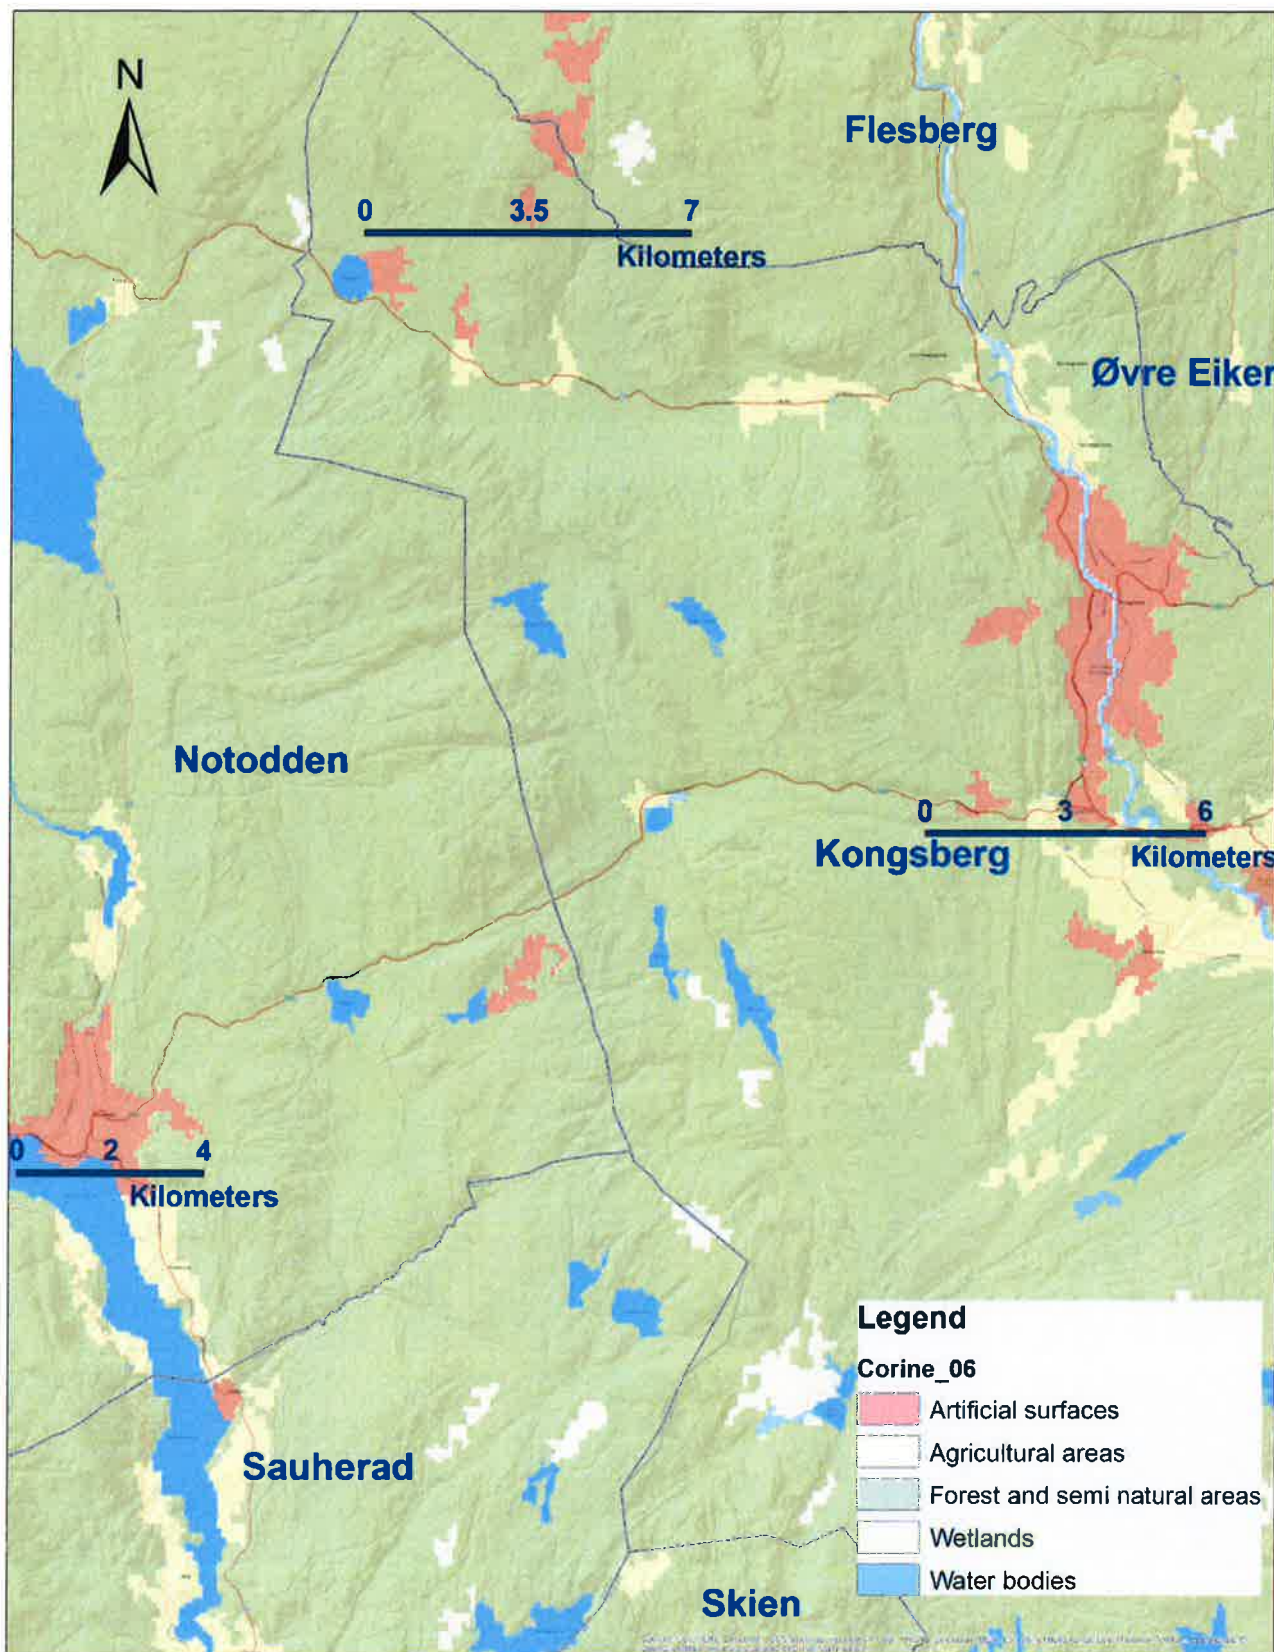 N
Flesberg
0 3.5 7
Kilometers
Øvre Eiker
Notodden
0 3 6
Kongsberg
Kilometers
0 2 4
Kilometers
Legend
Corine_06
Artificial surfaces
Agricultural areas
Forest and semi natural areas
Wetlands
Water bodies
Sauherad
Skien